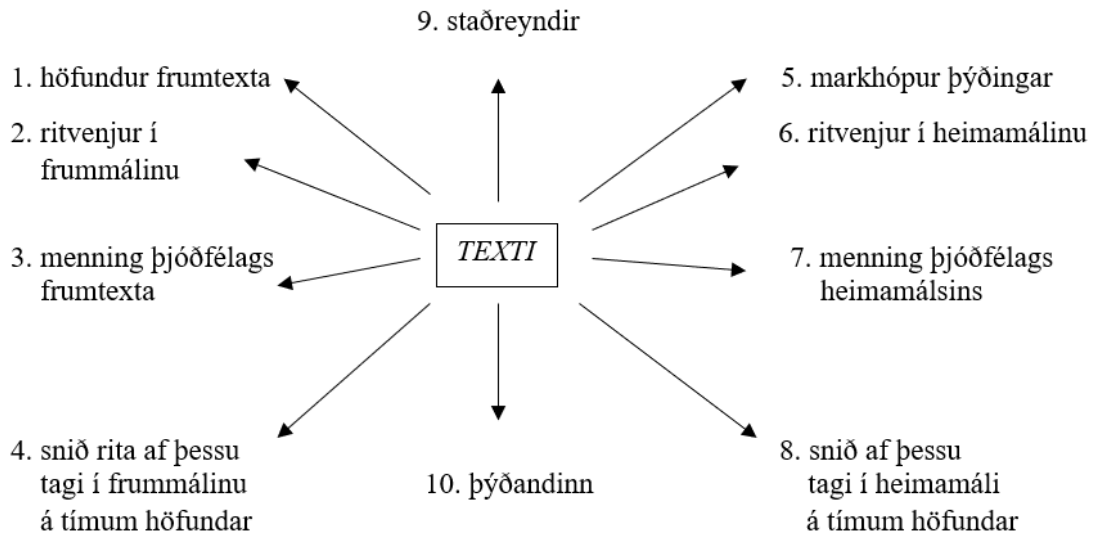 9. staðreyndir
1. höfundur frumtexta
2. ritvenjur í
frummálinu
3. menning þjóðfélags
frumtexta
4. snið rita af þessu
tagi í frummálinu
á tímum höfundar
TEXTI
10. þýðandinn
5. markhópur þýðingar
6. ritvenjur í heimamálinu
7. menning þjóðfélags
heimamálsins
8. snið af þessu
tagi í heimamáli
á tímum höfundar